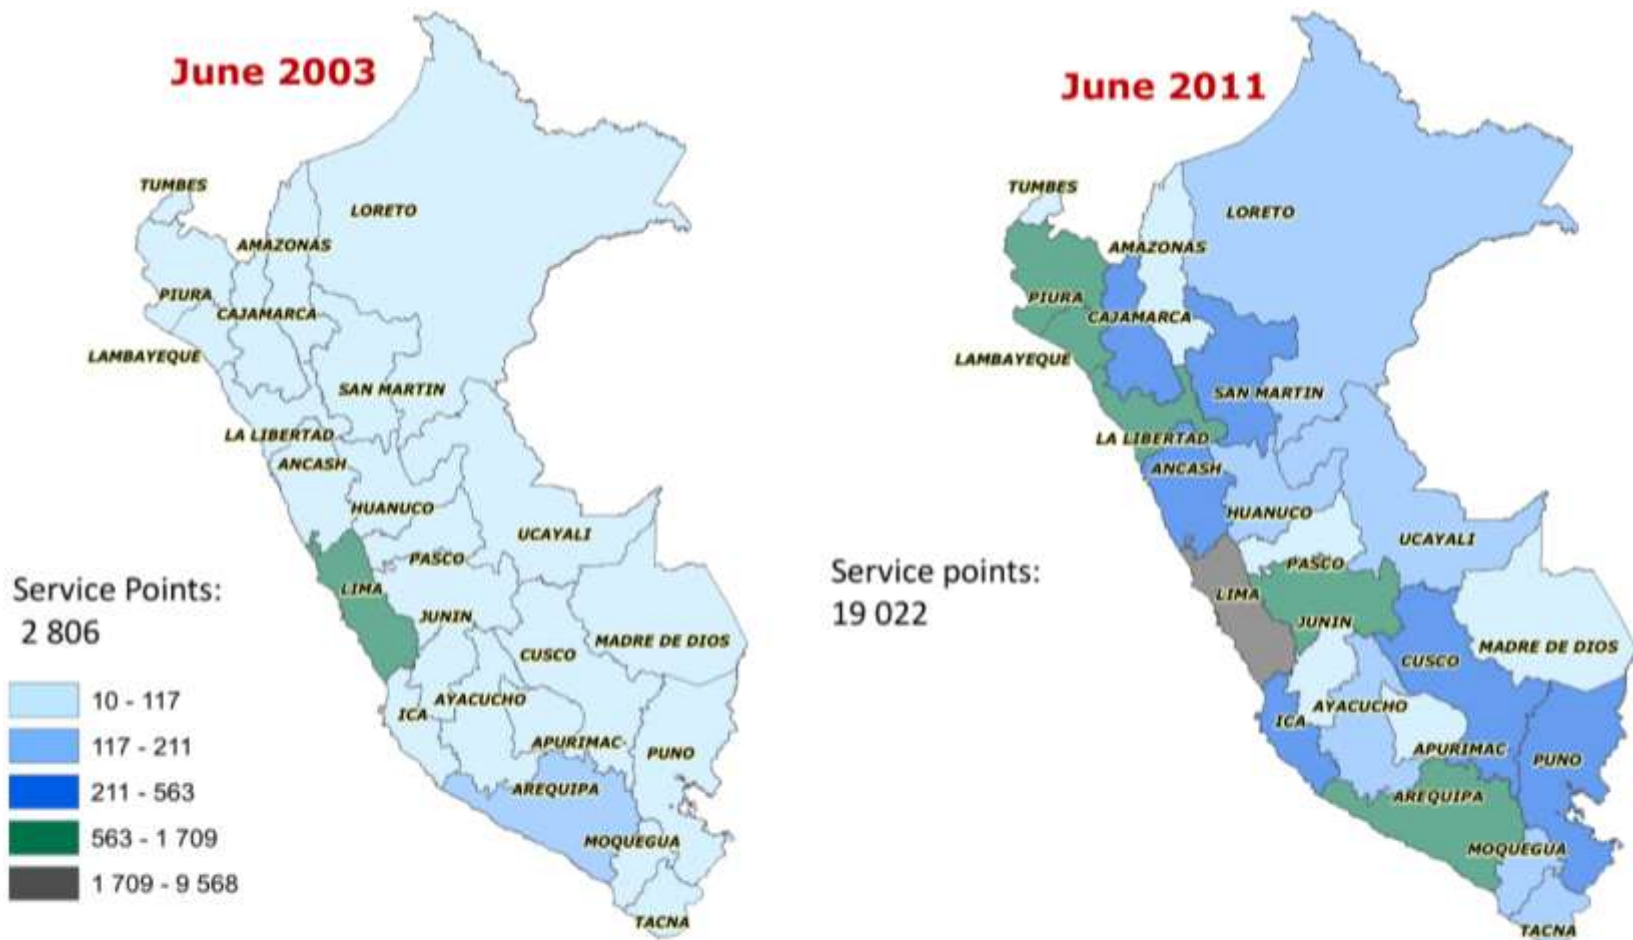 June 2003
TUMBES
LORETO
AMAZONAS
PIURA
CAJAMARCA
LAMBAYEQUE
SAN MARTIN
LA LIBERTAD
ANCASH
HUANUCO
UCAYALI
PASCO
LIMA
JUNIN
MADRE DE DIOS
CUSCO
AYACUCHO
ICA
APURIMAC
PUNO
AREQUIPA
MOQUEGUA
TACNA
Service Points:
2 806
10 - 117
117 - 211
211 - 563
563 - 1 709
1 709 - 9 568
June 2011
TUMBES
LORETO
AMAZONAS
PIURA
CAJAMARCA
LAMBAYEQUE
SAN MARTIN
LA LIBERTAD
ANCASH
HUANUCO
UCAYALI
PASCO
LIMA
JUNIN
MADRE DE DIOS
CUSCO
AYACUCHO
ICA
APURIMAC
PUNO
AREQUIPA
MOQUEGUA
TACNA
Service points:
19 022